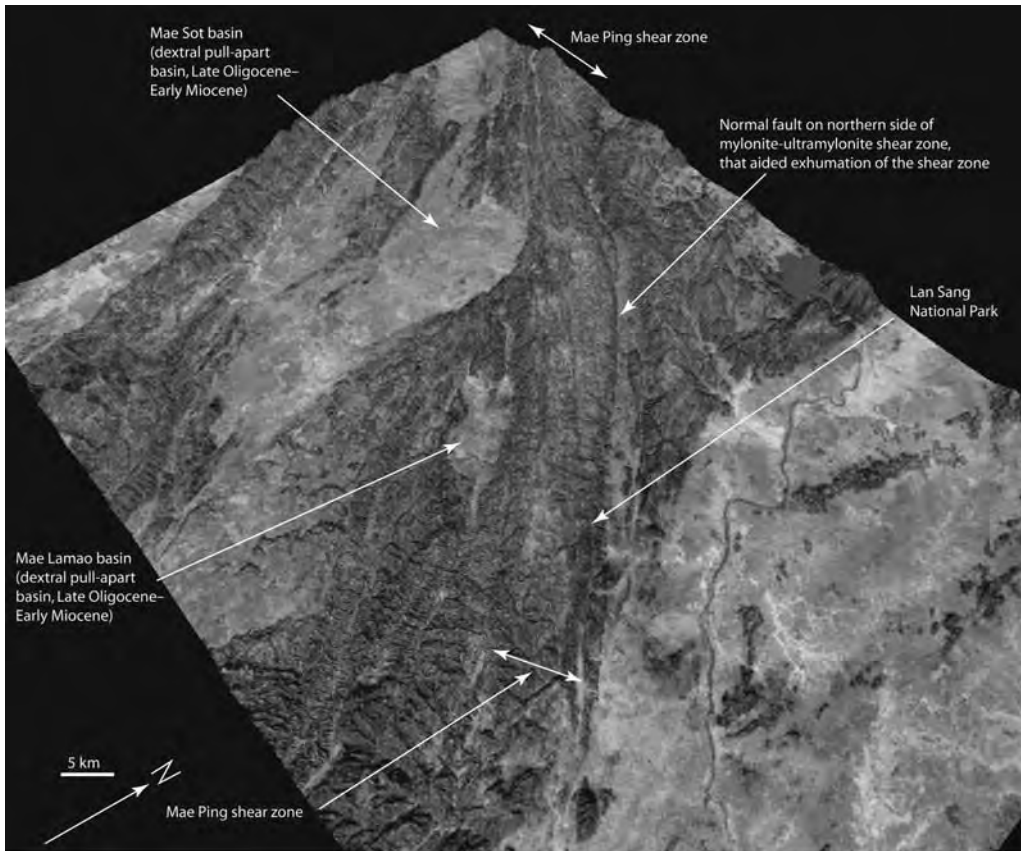 Mae Sot basin
(dextral pull-apart
basin, Late Oligocene–
Early Miocene)
Mae Ping shear zone
Normal fault on northern side of
mylonite-ultramylonite shear zone,
that aided exhumation of the shear zone
Lan Sang
National Park
Mae Lamao basin
(dextral pull-apart
basin, Late Oligocene–
Early Miocene)
5 km
N
Mae Ping shear zone